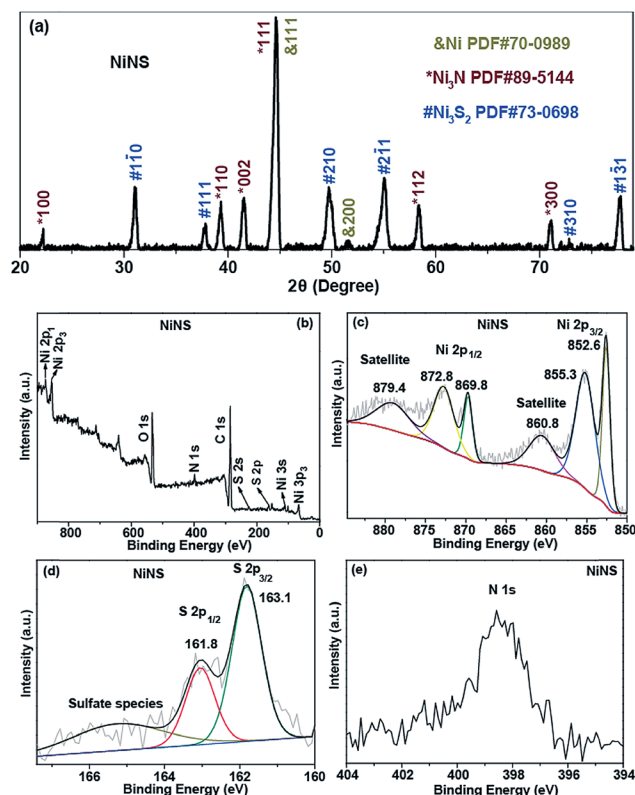 (a)
NiNS
*111
&111
&Ni PDF#70-0989
*Ni₃N PDF#89-5144
#Ni₃S₂ PDF#73-0698
*100
#11̄0
#111
*110
*002
#210
&200
#21̄1
*112
*300
#310
#1̄31
20 30 40 50 60 70
2θ (Degree)
NiNS
(b)
Ni 2p₁
Ni 2p₃
O 1s
N 1s
C 1s
S 2s
S 2p
Ni 3s
Ni 3p₃
Intensity (a.u.)
800 600 400 200 0
Binding Energy (eV)
(c)
NiNS
Ni 2p₃/₂
852.6
Satellite
879.4
Ni 2p₁/₂
872.8
869.8
855.3
Satellite
860.8
Intensity (a.u.)
880 875 870 865 860 855 850
Binding Energy (eV)
(d)
NiNS
S 2p₃/₂
163.1
S 2p₁/₂
161.8
Sulfate species
Intensity (a.u.)
166 164 162 160
Binding Energy (eV)
(e)
NiNS
N 1s
Intensity (a.u.)
404 402 400 398 396 394
Binding Energy (eV)